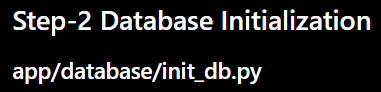 Step-2 Database Initialization
app/database/init_db.py